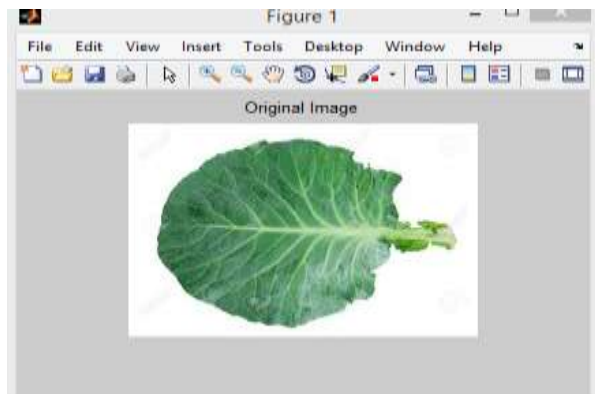 Figure 1
File Edit View Insert Tools Desktop Window Help
Original Image